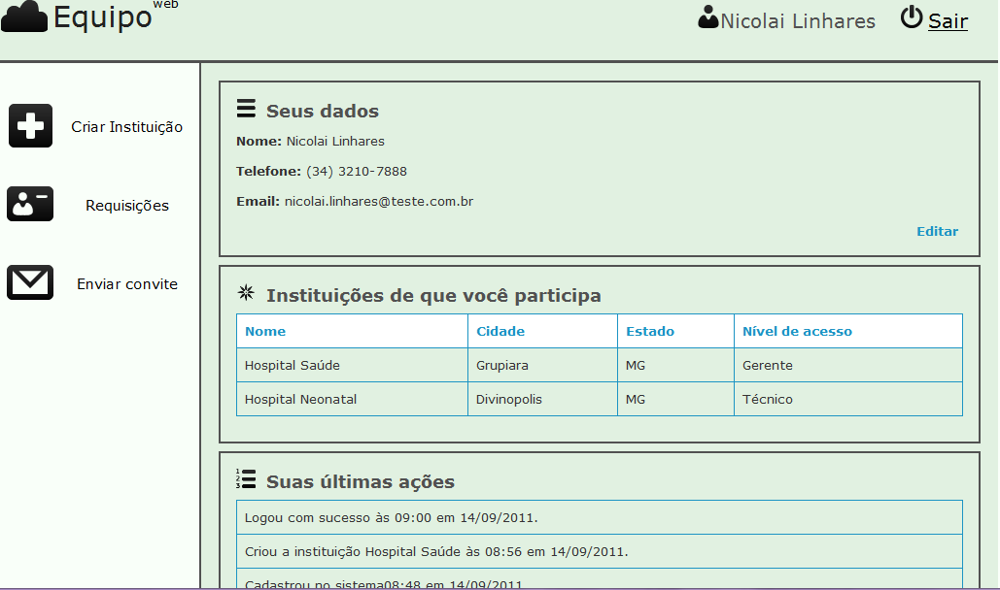 Equipo web
Nicolai Linhares
Sair
Criar Instituição
Requisições
Enviar convite
Seus dados
Nome: Nicolai Linhares
Telefone: (34) 3210-7888
Email: nicolai.linhares@teste.com.br
Editar
Instituições de que você participa
Nome Cidade Estado Nível de acesso
Hospital Saúde Grupiara MG Gerente
Hospital Neonatal Divinopolis MG Técnico
1
2
3
Suas últimas ações
Logou com sucesso às 09:00 em 14/09/2011.
Criou a instituição Hospital Saúde às 08:56 em 14/09/2011.
Cadastrou no sistema08:48 em 14/09/2011